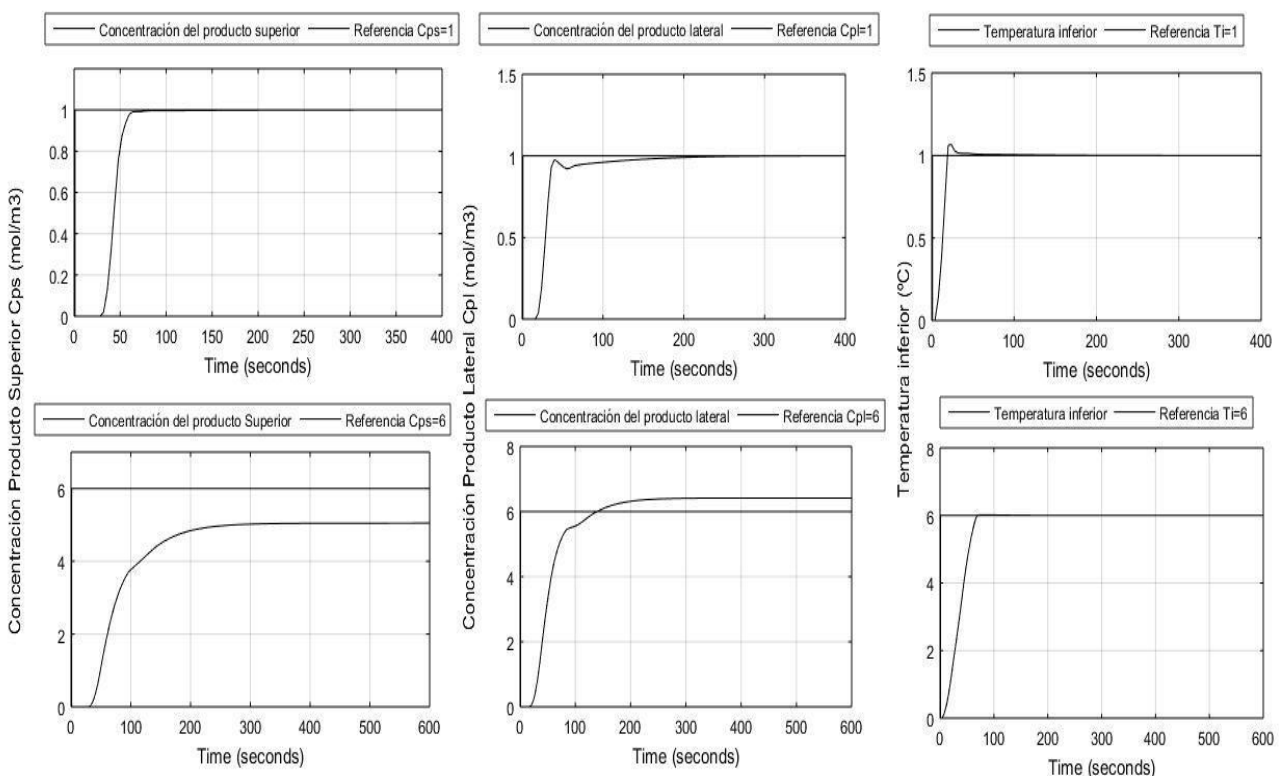 Concentración del producto superior Referencia Cps=1
1
0.8
0.6
0.4
0.2
0
0 50 100 150 200 250 300 350 400
Time (seconds)
Concentración del producto lateral Referencia Cpl=1
1.5
1
0.5
0
0 100 200 300 400
Time (seconds)
Temperatura inferior Referencia Ti=1
1.5
1
0.5
0
0 100 200 300 400
Time (seconds)
Concentración Producto Superior Cps (mol/m3)
Concentración Producto Lateral Cpl (mol/m3)
Temperatura inferior (ºC)
Concentración del producto Superior Referencia Cps=6
6
4
2
0
0 100 200 300 400 500 600
Time (seconds)
Concentración del producto lateral Referencia Cpl=6
8
6
4
2
0
0 100 200 300 400 500 600
Time (seconds)
Temperatura inferior Referencia Ti=6
8
6
4
2
0
0 100 200 300 400 500 600
Time (seconds)